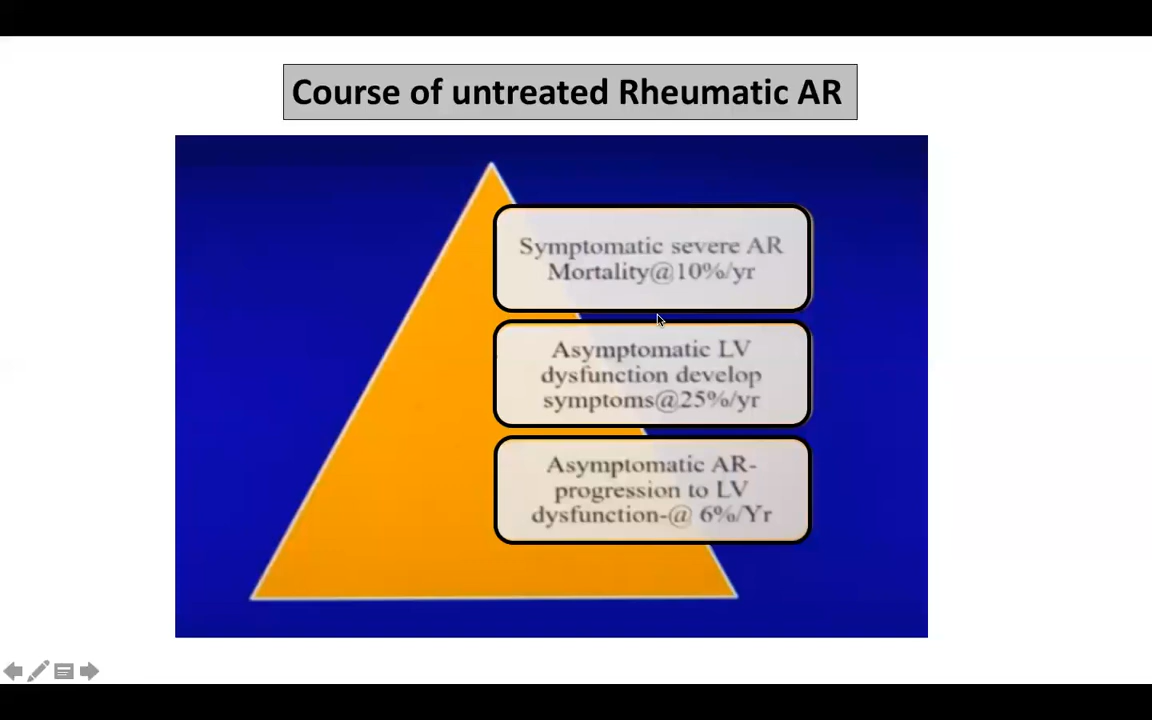 Course of untreated Rheumatic AR
Symptomatic severe AR
Mortality@10%/yr
Asymptomatic LV
dysfunction develop
symptoms@25%/yr
Asymptomatic AR-
progression to LV
dysfunction-@ 6%/Yr